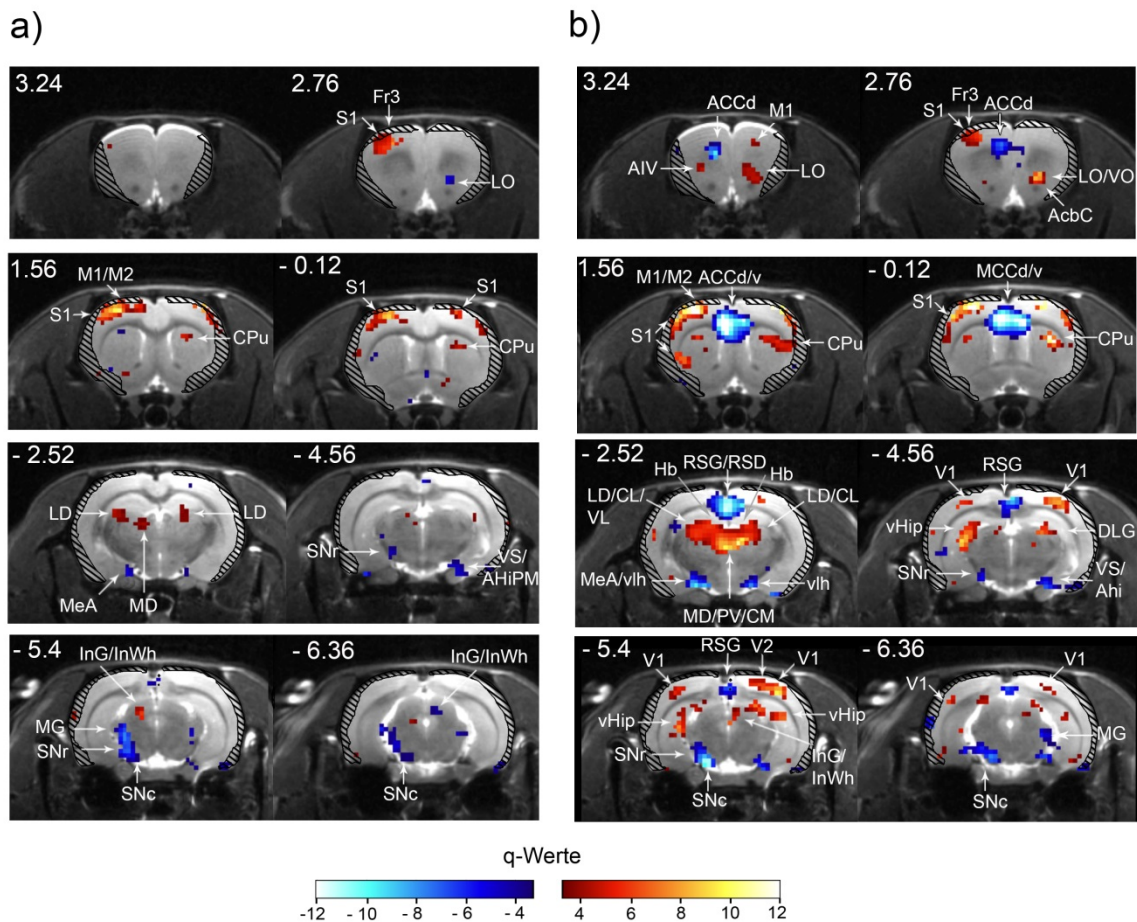 a)
3.24
2.76
Fr3
S1
LO
1.56
M1/M2
S1
CPu
- 0.12
S1
S1
CPu
- 2.52
LD
LD
MeA
MD
- 4.56
SNr
VS/
AHiPM
- 5.4
InG/InWh
MG
SNr
SNc
- 6.36
InG/InWh
SNc
b)
3.24
ACCd
M1
AIV
LO
2.76
Fr3
ACCd
S1
LO/VO
AcbC
1.56
M1/M2
ACCd/v
S1
CPu
- 0.12
MCCd/v
S1
CPu
- 2.52
RSG/RSD
Hb
Hb
LD/CL/
VL
LD/CL
MeA/vlh
vlh
MD/PV/CM
- 4.56
V1
RSG
V1
vHip
DLG
SNr
VS/
Ahi
- 5.4
RSG
V2
V1
V1
vHip
vHip
SNr
InG/
InWh
SNc
- 6.36
V1
V1
MG
SNc
q-Werte
-12
-10
- 8
- 6
- 4
4
6
8
10
12